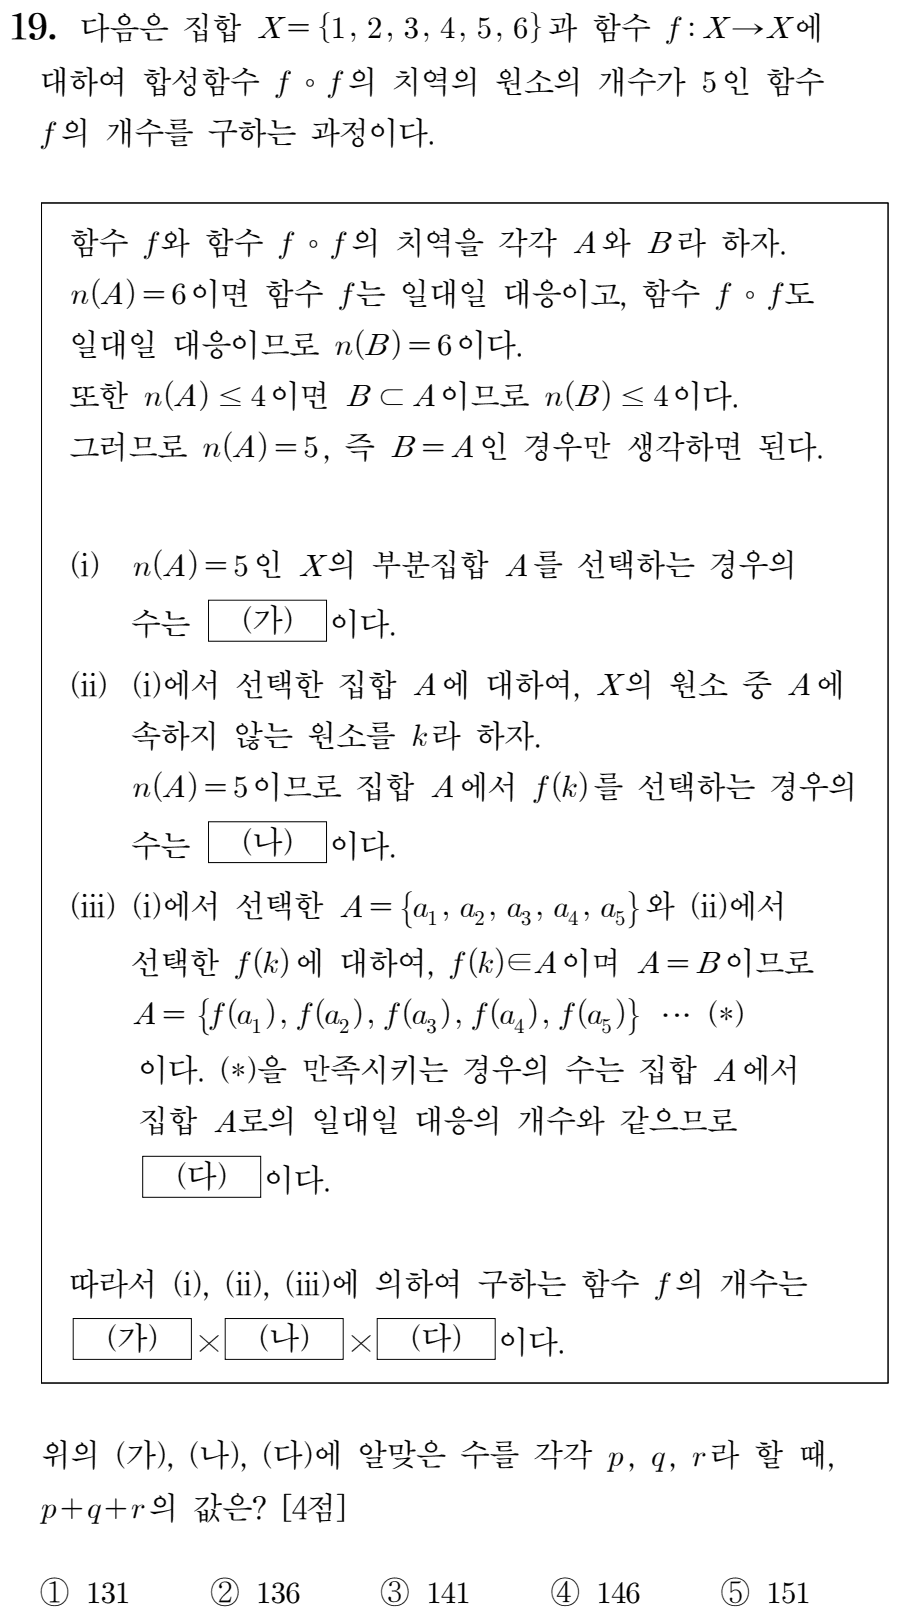 19. 다음은 집합 X={1, 2, 3, 4, 5, 6}과 함수 f : X→X에
대하여 합성함수 f∘f의 치역의 원소의 개수가 5인 함수
f의 개수를 구하는 과정이다.
함수 f와 함수 f∘f의 치역을 각각 A와 B라 하자.
n(A)=6이면 함수 f는 일대일 대응이고, 함수 f∘f도
일대일 대응이므로 n(B)=6이다.
또한 n(A)≤4이면 B⊂A이므로 n(B)≤4이다.
그러므로 n(A)=5, 즉 B=A인 경우만 생각하면 된다.
(i) n(A)=5인 X의 부분집합 A를 선택하는 경우의
수는 (가) 이다.
(ii) (i)에서 선택한 집합 A에 대하여, X의 원소 중 A에
속하지 않는 원소를 k라 하자.
n(A)=5이므로 집합 A에서 f(k)를 선택하는 경우의
수는 (나) 이다.
(iii) (i)에서 선택한 A={a₁, a₂, a₃, a₄, a₅}와 (ii)에서
선택한 f(k)에 대하여, f(k)∈A이며 A=B이므로
A={f(a₁), f(a₂), f(a₃), f(a₄), f(a₅)} ⋯ (*)
이다. (*)을 만족시키는 경우의 수는 집합 A에서
집합 A로의 일대일 대응의 개수와 같으므로
(다) 이다.
따라서 (i), (ii), (iii)에 의하여 구하는 함수 f의 개수는
(가) × (나) × (다) 이다.
위의 (가), (나), (다)에 알맞은 수를 각각 p, q, r라 할 때,
p+q+r의 값은? [4점]
① 131 ② 136 ③ 141 ④ 146 ⑤ 151